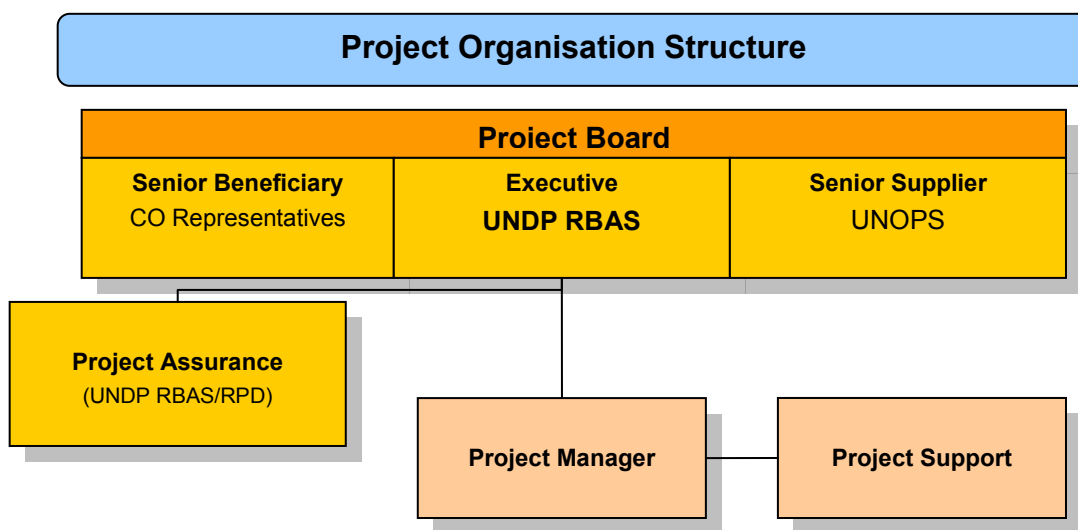 Project Organisation Structure
Project Board
Senior Beneficiary
CO Representatives
Executive
UNDP RBAS
Senior Supplier
UNOPS
Project Assurance
(UNDP RBAS/RPD)
Project Manager
Project Support